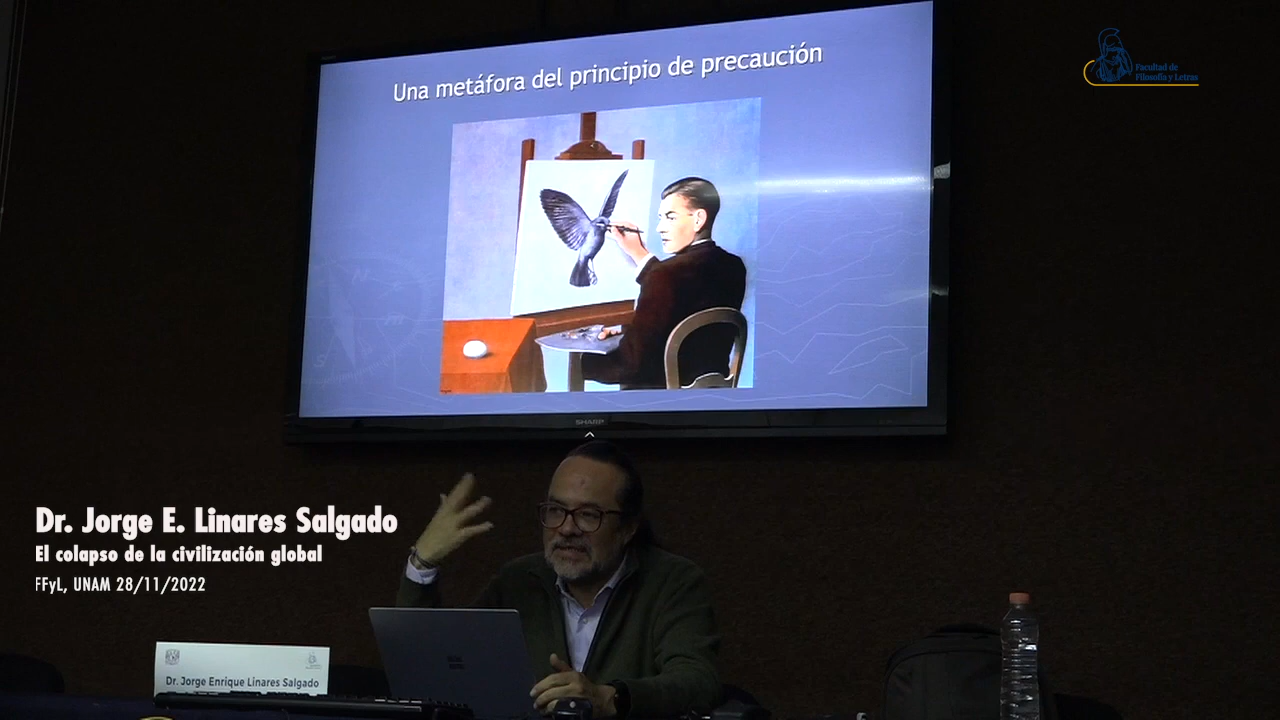 Una metáfora del principio de precaución
Facultad de
Filosofía y Letras
SHARP
Dr. Jorge E. Linares Salgado
El colapso de la civilización global
FFyL, UNAM 28/11/2022
Dr. Jorge Enrique Linares Salgado